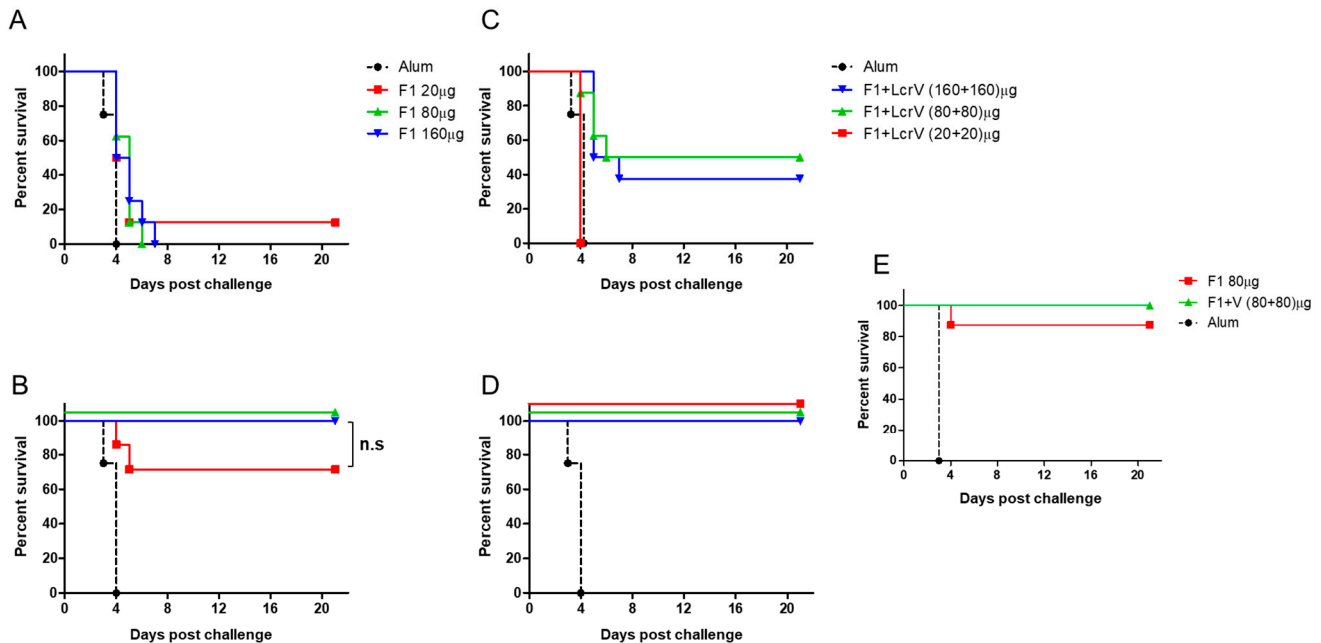 A
Percent survival
100
80
60
40
20
0
0 4 8 12 16 20
Days post challenge
Alum
F1 20μg
F1 80μg
F1 160μg
C
Percent survival
100
80
60
40
20
0
0 4 8 12 16 20
Days post challenge
Alum
F1+LcrV (160+160)μg
F1+LcrV (80+80)μg
F1+LcrV (20+20)μg
B
Percent survival
100
80
60
40
20
0
0 4 8 12 16 20
Days post challenge
n.s
D
Percent survival
100
80
60
40
20
0
0 4 8 12 16 20
Days post challenge
E
Percent survival
100
80
60
40
20
0
0 4 8 12 16 20
Days post challenge
F1 80μg
F1+V (80+80)μg
Alum